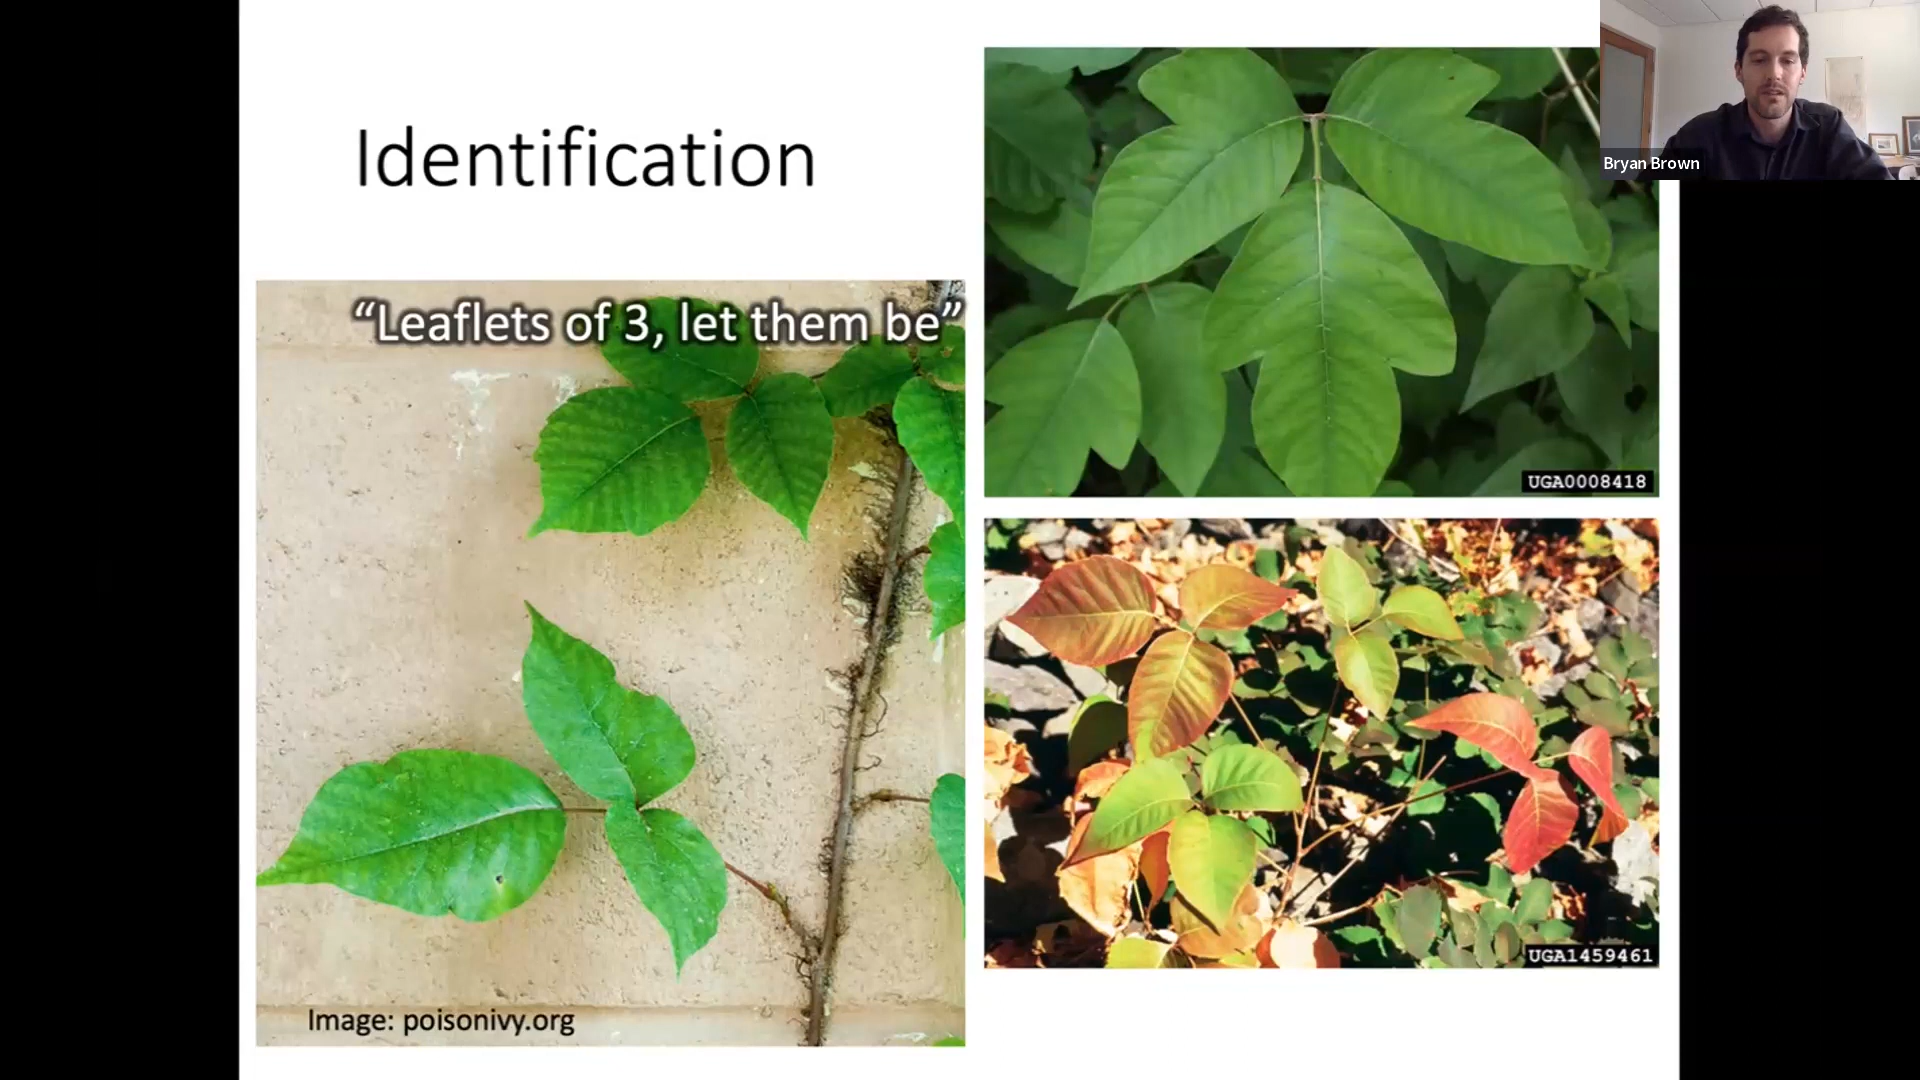 Identification
“Leaflets of 3, let them be”
Image: poisonivy.org
UGA0008418
UGA1459461
Bryan Brown